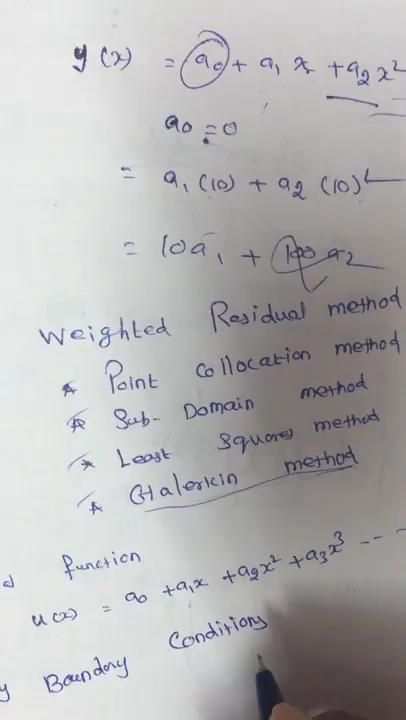 y(x) = a₀ + a₁ x + a₂ x²
a₀ = 0
= a₁ (10) + a₂ (10)²
= 10a₁ + 100 a₂
Weighted Residual method
* Point Collocation method
* Sub-Domain method
* Least Squares method
* Galerkin method
function
u(x) = a₀ + a₁x + a₂x² + a₃x³ ---
Boundary Conditions